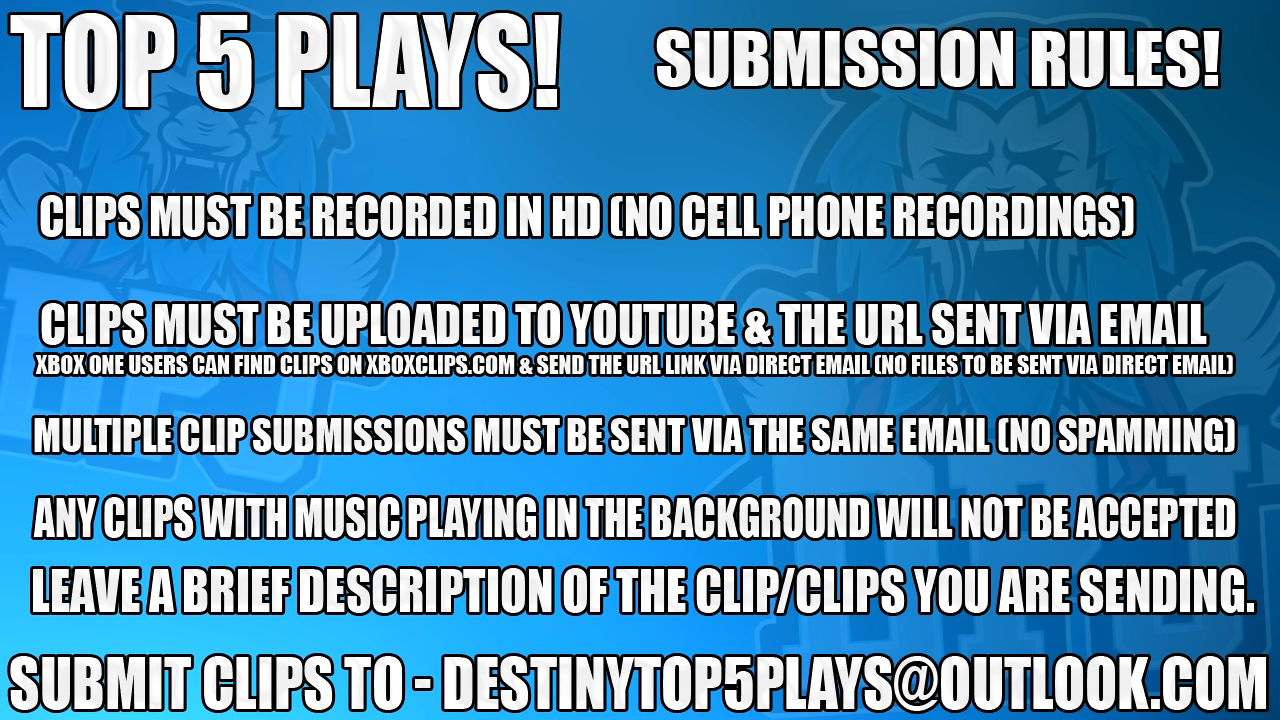 TOP 5 PLAYS!
SUBMISSION RULES!
CLIPS MUST BE RECORDED IN HD (NO CELL PHONE RECORDINGS)
CLIPS MUST BE UPLOADED TO YOUTUBE & THE URL SENT VIA EMAIL
XBOX ONE USERS CAN FIND CLIPS ON XBOXCLIPS.COM & SEND THE URL LINK VIA DIRECT EMAIL (NO FILES TO BE SENT VIA DIRECT EMAIL)
MULTIPLE CLIP SUBMISSIONS MUST BE SENT VIA THE SAME EMAIL (NO SPAMMING)
ANY CLIPS WITH MUSIC PLAYING IN THE BACKGROUND WILL NOT BE ACCEPTED
LEAVE A BRIEF DESCRIPTION OF THE CLIP/CLIPS YOU ARE SENDING.
SUBMIT CLIPS TO - DESTINYTOP5PLAYS@OUTLOOK.COM